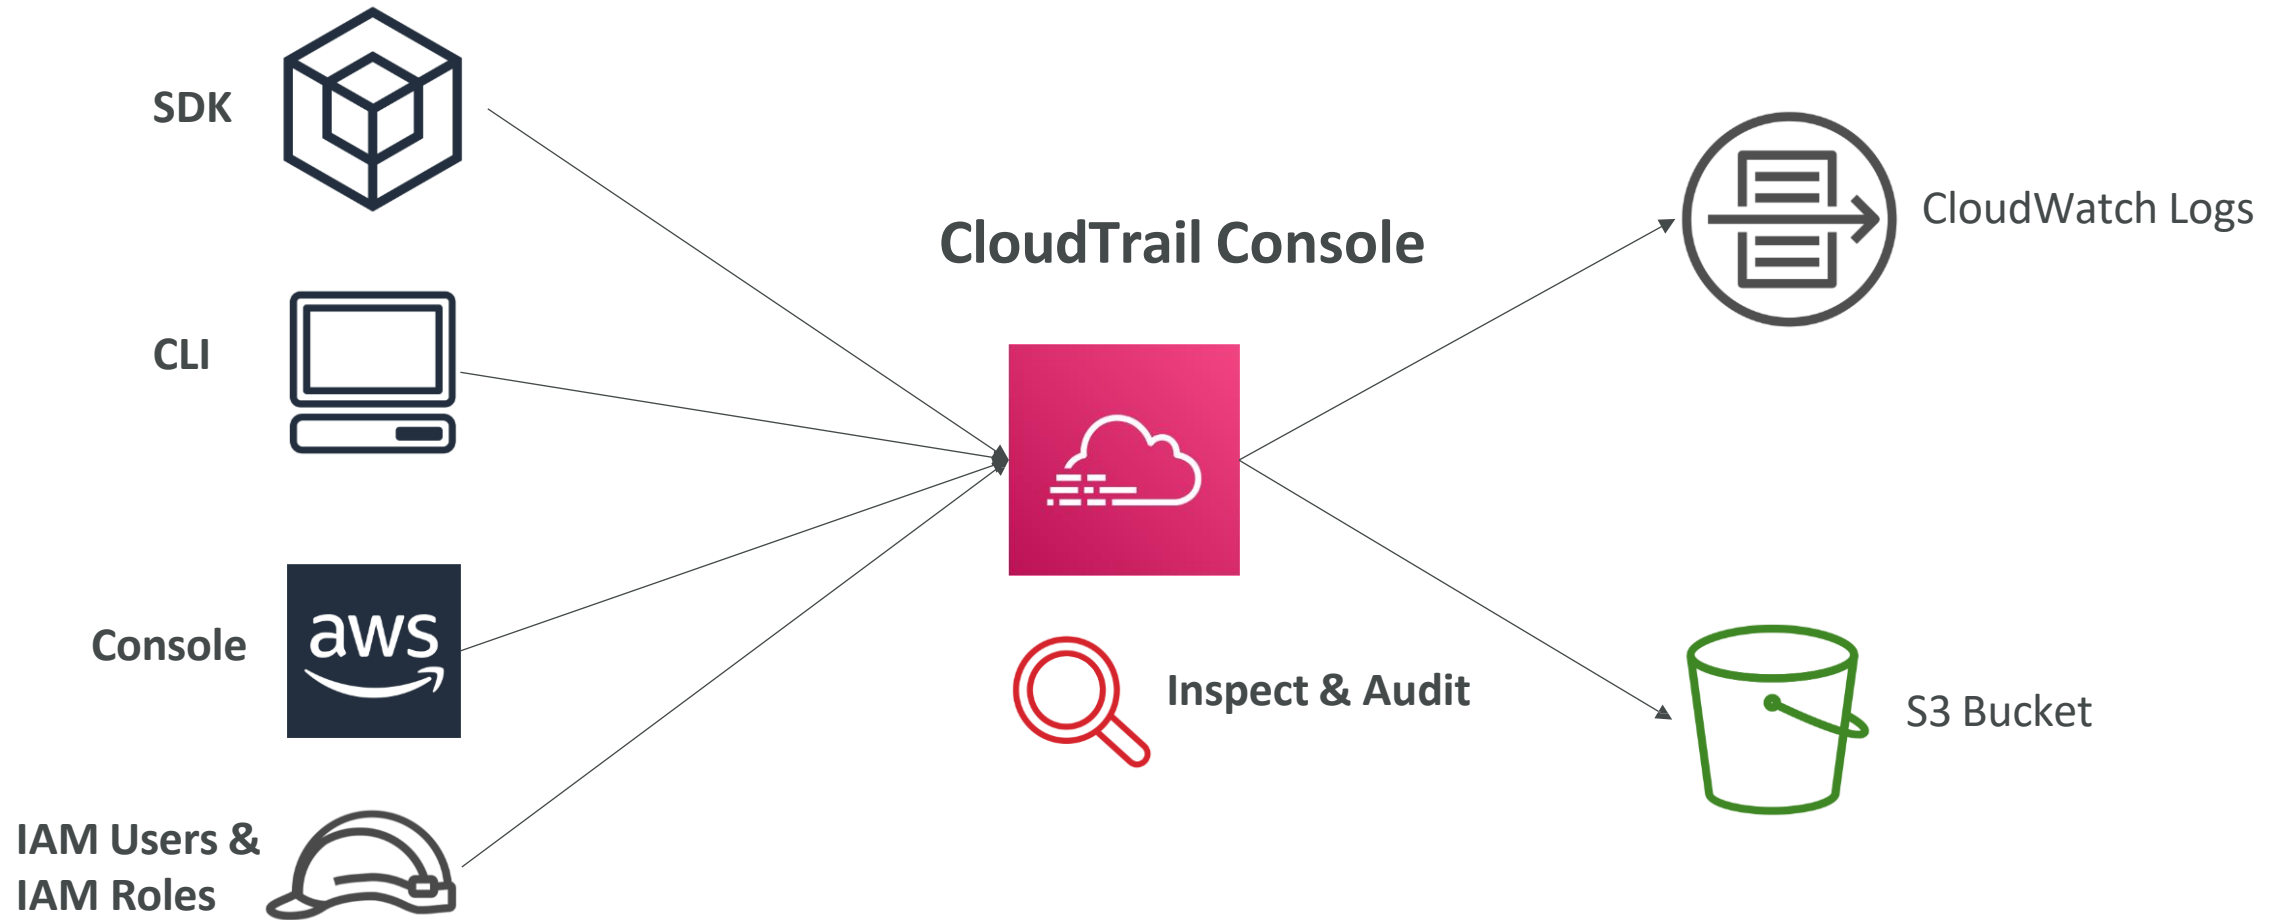 SDK
CloudWatch Logs
CloudTrail Console
CLI
aws
Console
Inspect & Audit
S3 Bucket
IAM Users &
IAM Roles